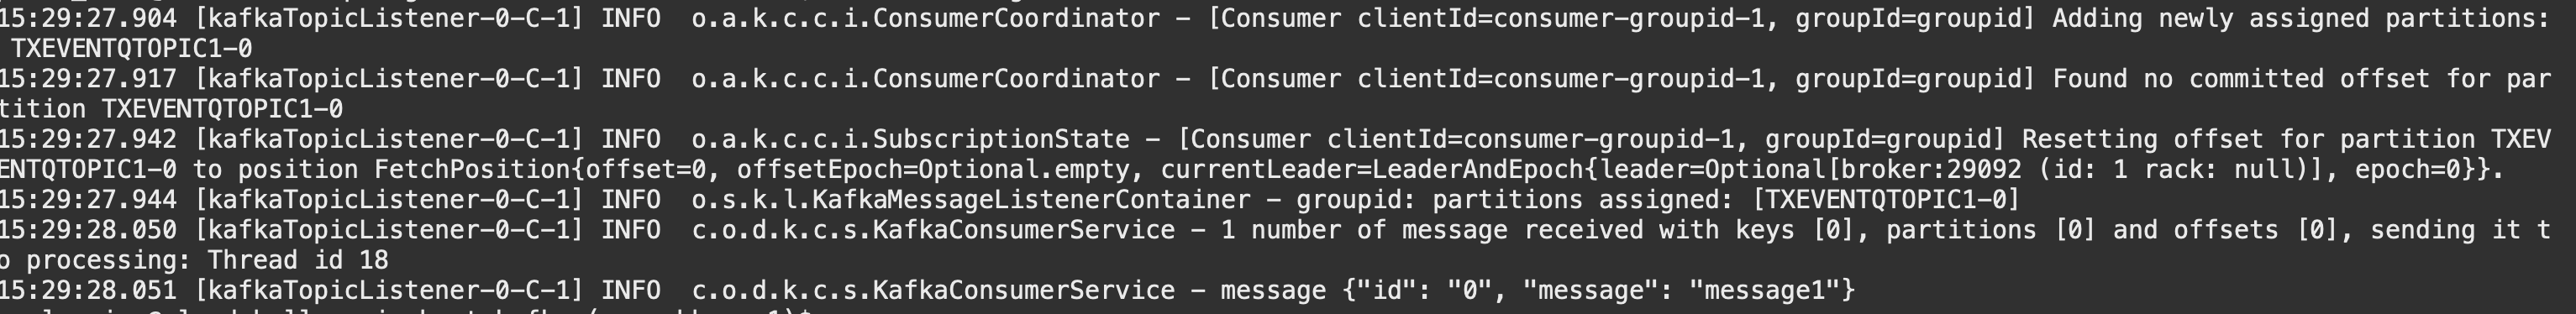 15:29:27.904 [kafkaTopicListener-0-C-1] INFO  o.a.k.c.c.i.ConsumerCoordinator - [Consumer clientId=consumer-groupid-1, groupId=groupid] Adding newly assigned partitions:
 TXEVENTQTOPIC1-0
15:29:27.917 [kafkaTopicListener-0-C-1] INFO  o.a.k.c.c.i.ConsumerCoordinator - [Consumer clientId=consumer-groupid-1, groupId=groupid] Found no committed offset for par
tition TXEVENTQTOPIC1-0
15:29:27.942 [kafkaTopicListener-0-C-1] INFO  o.a.k.c.c.i.SubscriptionState - [Consumer clientId=consumer-groupid-1, groupId=groupid] Resetting offset for partition TXEV
ENTQTOPIC1-0 to position FetchPosition{offset=0, offsetEpoch=Optional.empty, currentLeader=LeaderAndEpoch{leader=Optional[broker:29092 (id: 1 rack: null)], epoch=0}}.
15:29:27.944 [kafkaTopicListener-0-C-1] INFO  o.s.k.l.KafkaMessageListenerContainer - groupid: partitions assigned: [TXEVENTQTOPIC1-0]
15:29:28.050 [kafkaTopicListener-0-C-1] INFO  c.o.d.k.c.s.KafkaConsumerService - 1 number of message received with keys [0], partitions [0] and offsets [0], sending it t
o processing: Thread id 18
15:29:28.051 [kafkaTopicListener-0-C-1] INFO  c.o.d.k.c.s.KafkaConsumerService - message {"id": "0", "message": "message1"}